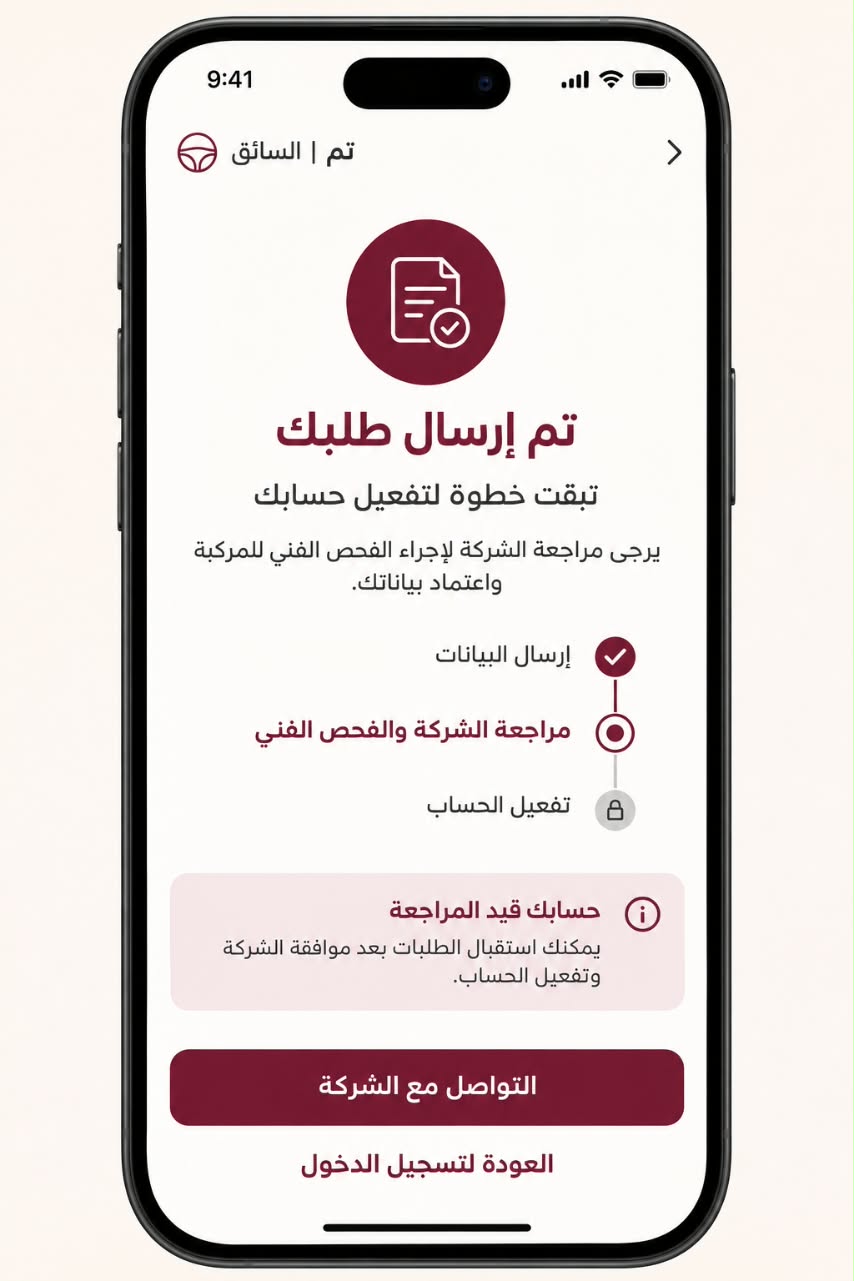 9:41
تم | السائق
تم إرسال طلبك
تبقت خطوة لتفعيل حسابك
يرجى مراجعة الشركة لإجراء الفحص الفني للمركبة
واعتماد بياناتك.
إرسال البيانات
مراجعة الشركة والفحص الفني
تفعيل الحساب
حسابك قيد المراجعة
يمكنك استقبال الطلبات بعد موافقة الشركة
وتفعيل الحساب.
التواصل مع الشركة
العودة لتسجيل الدخول